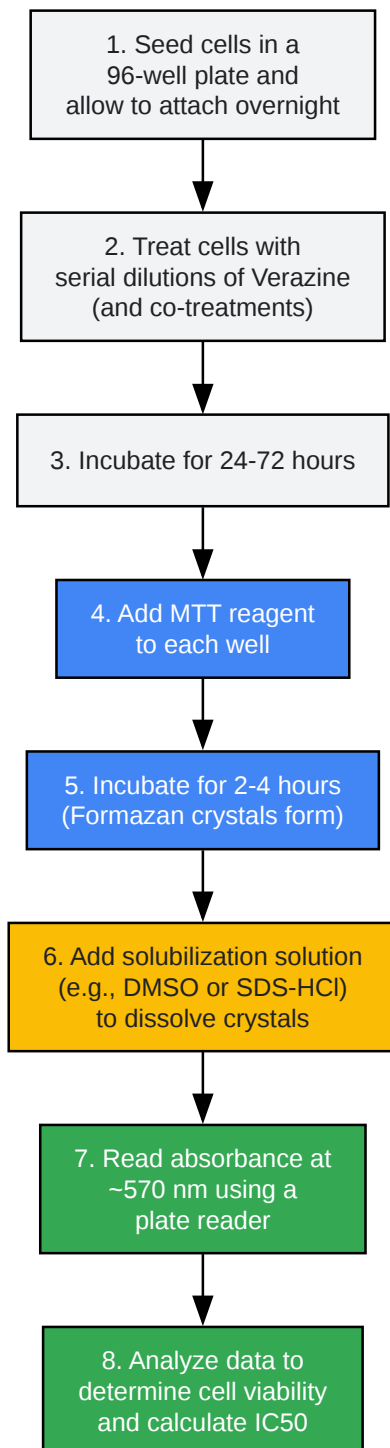 1. Seed cells in a
96-well plate and
allow to attach overnight
2. Treat cells with
serial dilutions of Verazine
(and co-treatments)
3. Incubate for 24-72 hours
4. Add MTT reagent
to each well
5. Incubate for 2-4 hours
(Formazan crystals form)
6. Add solubilization solution
(e.g., DMSO or SDS-HCl)
to dissolve crystals
7. Read absorbance at
~570 nm using a
plate reader
8. Analyze data to
determine cell viability
and calculate IC50